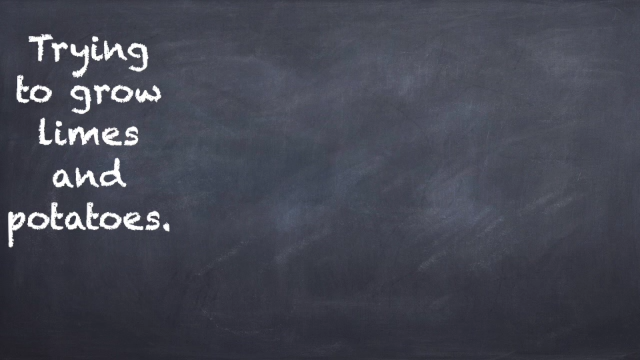 Trying
to grow
limes
and
potatoes.